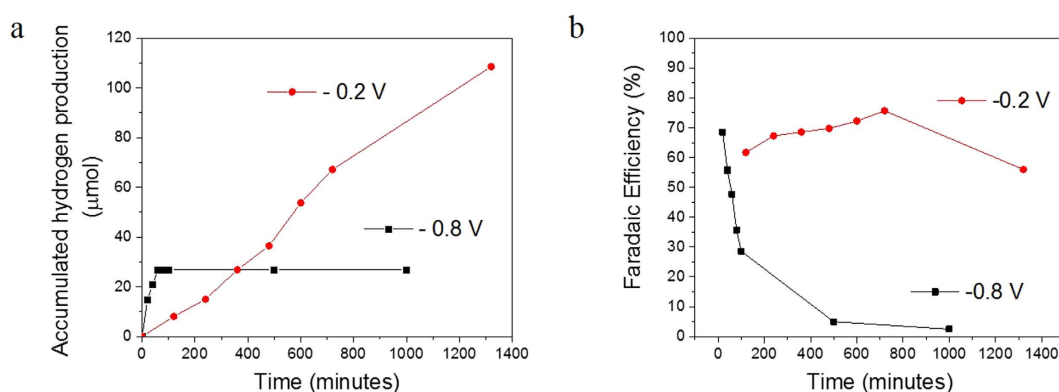 a
Accumulated hydrogen production
(μmol)
120
100
80
60
40
20
0
- 0.2 V
- 0.8 V
0 200 400 600 800 1000 1200 1400
Time (minutes)
b
Faradaic Efficiency (%)
100
90
80
70
60
50
40
30
20
10
0
-0.2 V
-0.8 V
0 200 400 600 800 1000 1200 1400
Time (minutes)